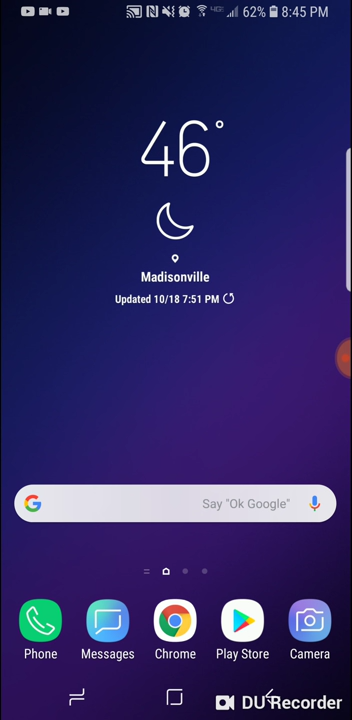 62% 8:45 PM
46°
Madisonville
Updated 10/18 7:51 PM
Say "Ok Google"
Phone
Messages
Chrome
Play Store
Camera
DU Recorder